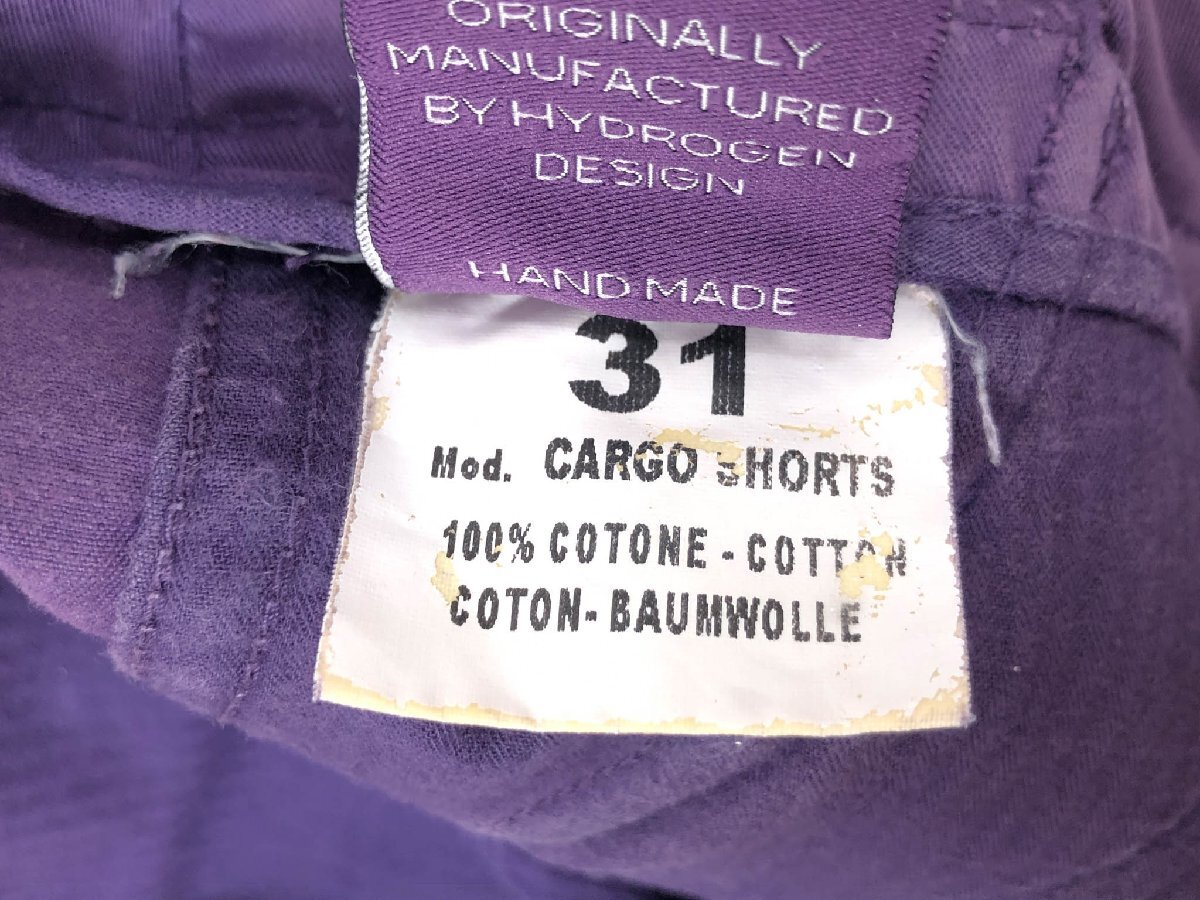 ORIGINALLY
MANUFACTURED
BY HYDROGEN
DESIGN
HAND MADE
31
Mod. CARGO SHORTS
100% COTONE - COTTON
COTON- BAUMWOLLE